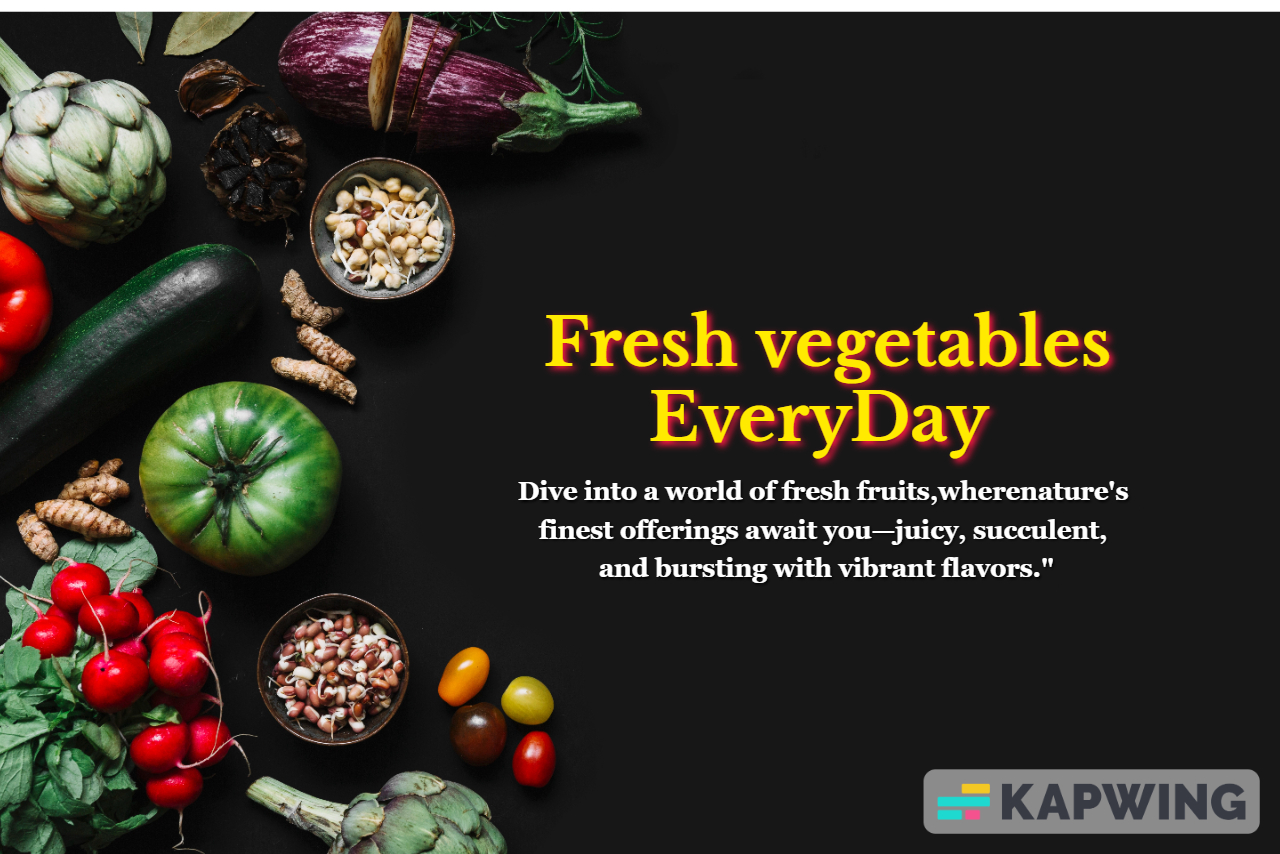 Fresh vegetables
EveryDay
Dive into a world of fresh fruits,wherenature's
finest offerings await you—juicy, succulent,
and bursting with vibrant flavors."
KAPWING